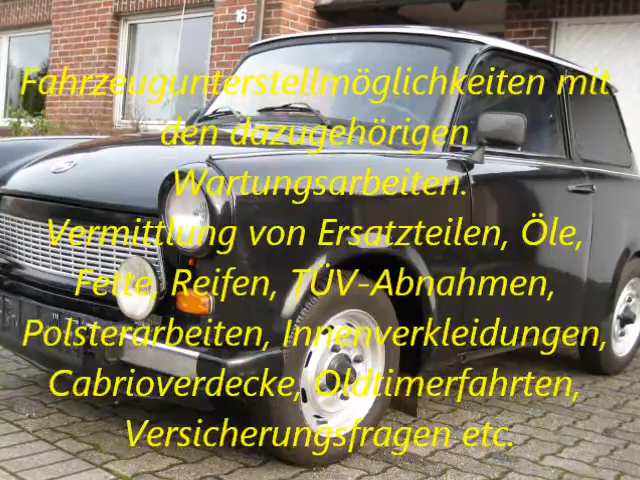 16
Fahrzeugunterstellmöglichkeiten mit
den dazugehörigen
Wartungsarbeiten.
Vermittlung von Ersatzteilen, Öle,
Fette, Reifen, TÜV-Abnahmen,
Polsterarbeiten, Innenverkleidungen,
Cabrioverdecke, Oldtimerfahrten,
Versicherungsfragen etc.